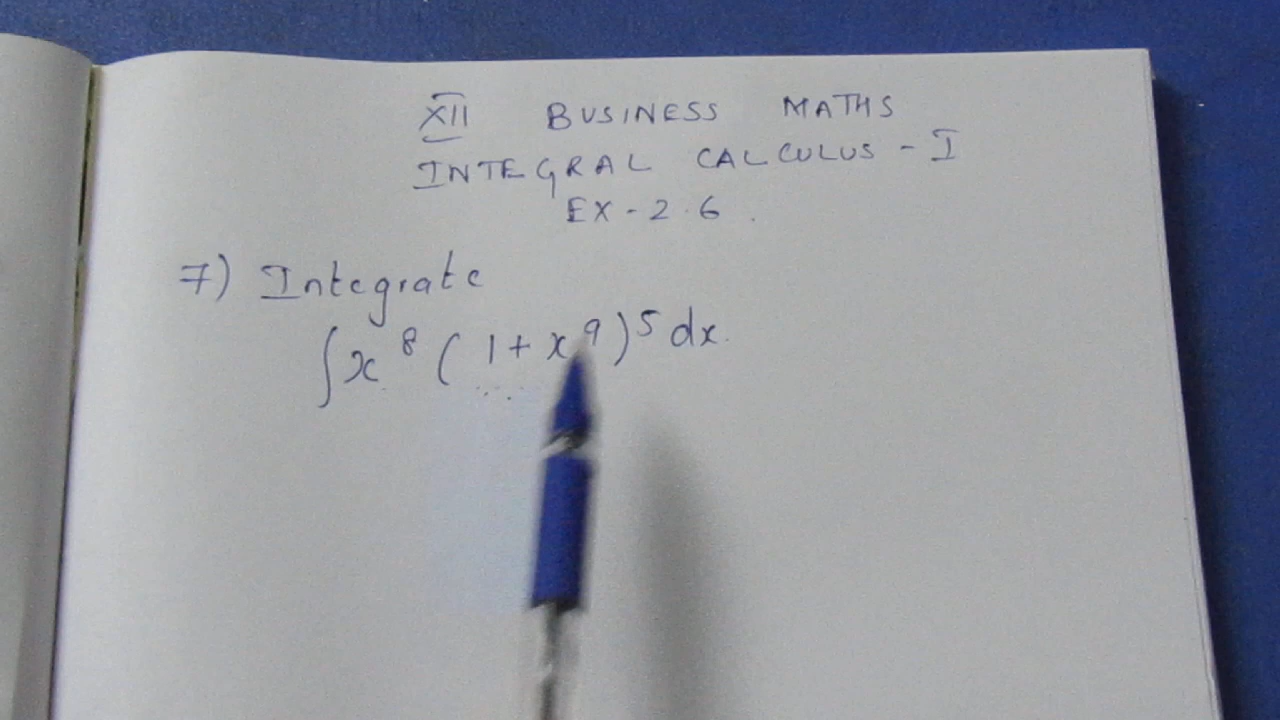 XII BUSINESS MATHS
INTEGRAL CALCULUS - I
EX - 2.6.
7) Integrate
∫x⁸(1+x⁹)⁵dx.